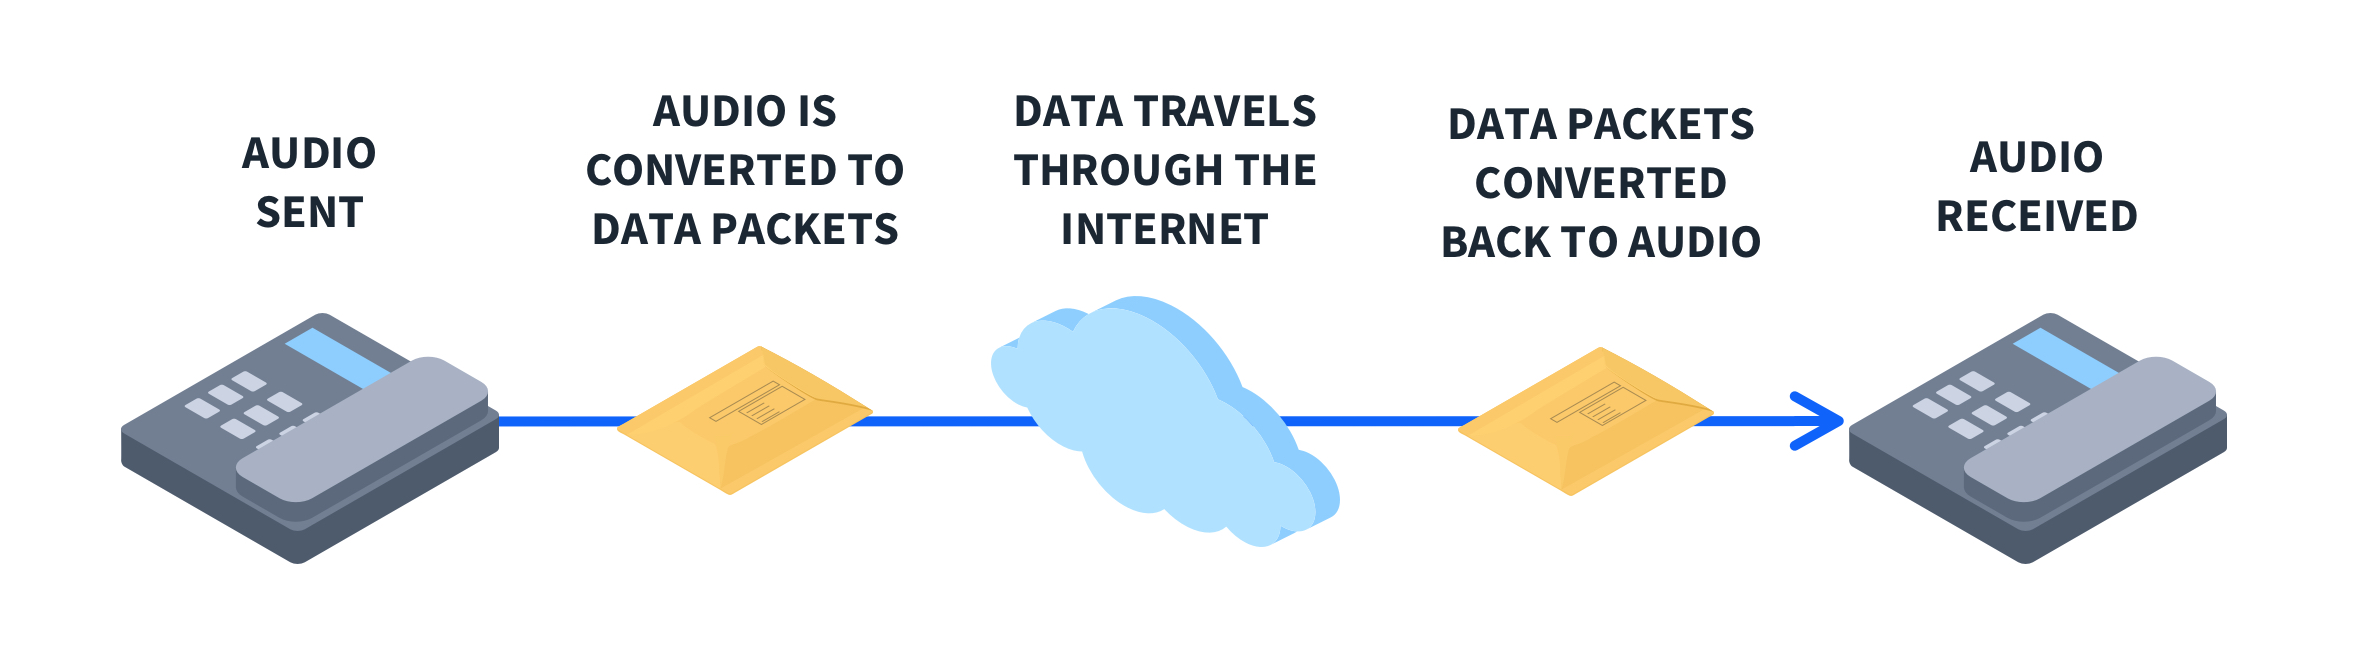 AUDIO
SENT
AUDIO IS
CONVERTED TO
DATA PACKETS
DATA TRAVELS
THROUGH THE
INTERNET
DATA PACKETS
CONVERTED
BACK TO AUDIO
AUDIO
RECEIVED